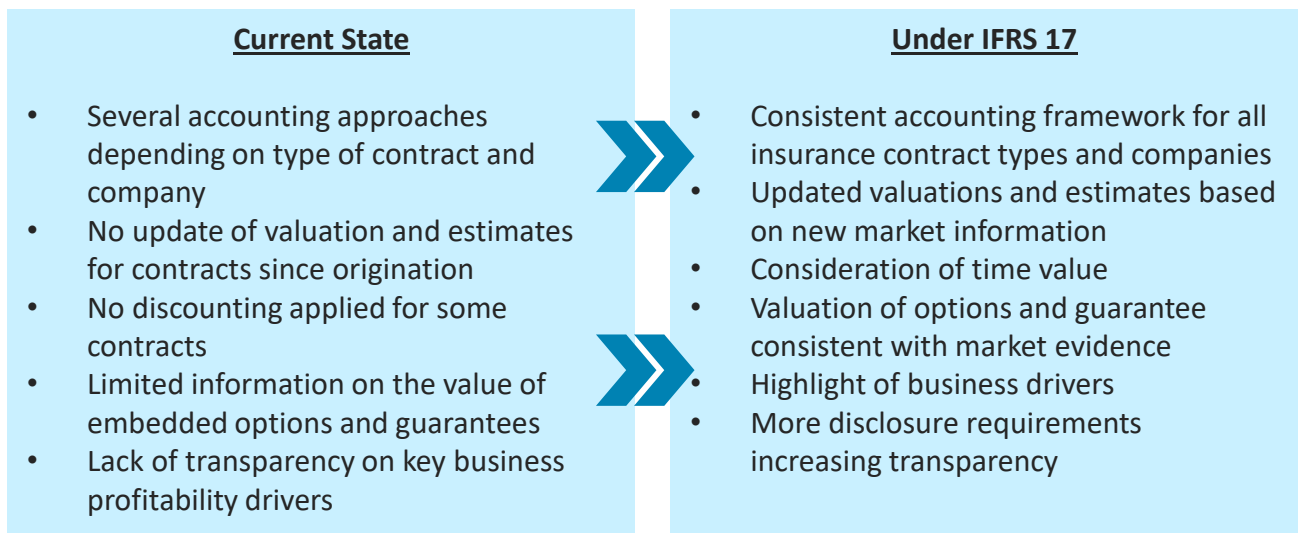 Current State
• Several accounting approaches
depending on type of contract and
company
• No update of valuation and estimates
for contracts since origination
• No discounting applied for some
contracts
• Limited information on the value of
embedded options and guarantees
• Lack of transparency on key business
profitability drivers
Under IFRS 17
• Consistent accounting framework for all
insurance contract types and companies
• Updated valuations and estimates based
on new market information
• Consideration of time value
• Valuation of options and guarantee
consistent with market evidence
• Highlight of business drivers
• More disclosure requirements
increasing transparency